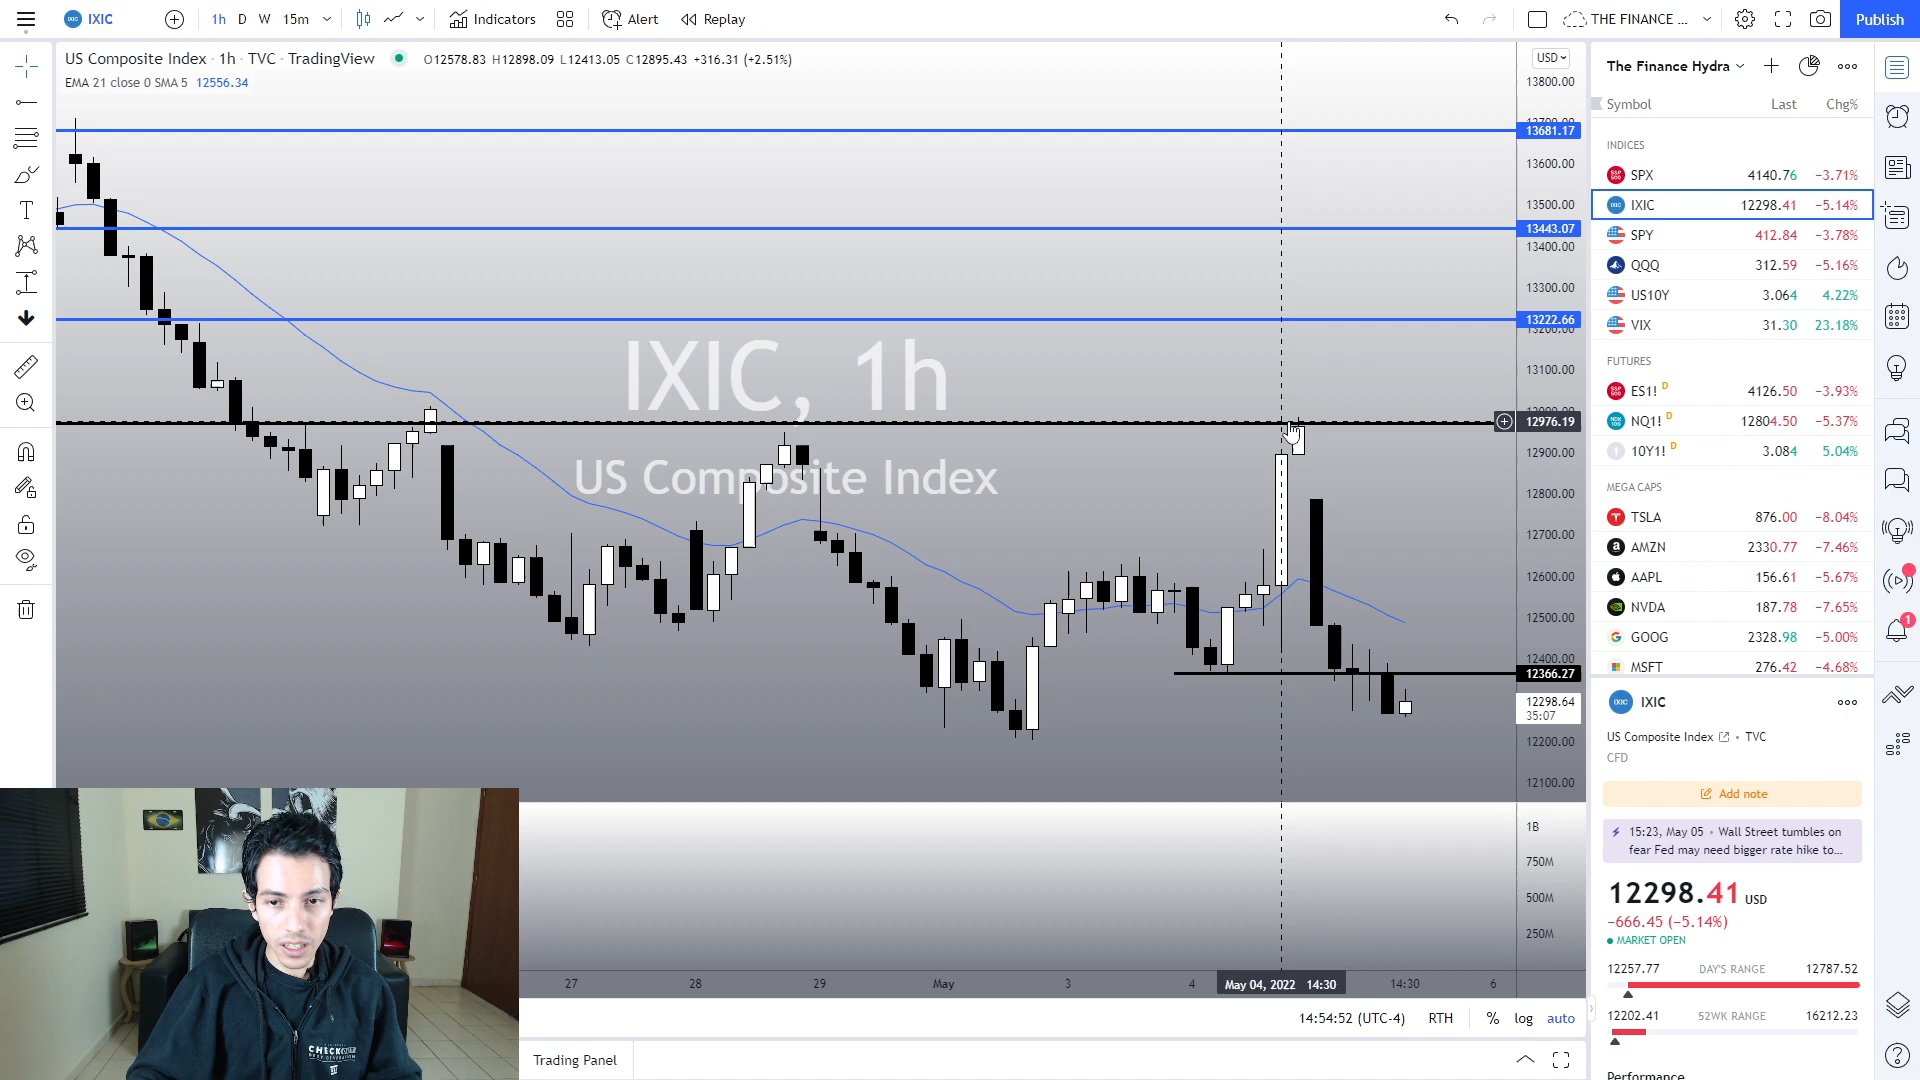 IXIC
1h
D
W
15m
Indicators
Alert
Replay
THE FINANCE ...
Publish
US Composite Index · 1h · TVC · TradingView
O12578.83 H12898.09 L12413.05 C12895.43 +316.31 (+2.51%)
EMA 21 close 0 SMA 5 12556.34
USD
13800.00
13681.17
13600.00
13500.00
13443.07
13400.00
13300.00
13222.66
13200.00
13100.00
12976.19
12900.00
12800.00
12700.00
12600.00
12500.00
12400.00
12366.27
12298.64
35:07
12200.00
12100.00
IXIC, 1h
US Composite Index
1B
750M
500M
250M
27
28
29
May
3
4
May 04, 2022 14:30
14:30
6
14:54:52 (UTC-4)
RTH
%
log
auto
Trading Panel
The Finance Hydra
Symbol Last Chg%
INDICES
SPX 4140.76 −3.71%
IXIC 12298.41 −5.14%
SPY 412.84 −3.78%
QQQ 312.59 −5.16%
US10Y 3.064 4.22%
VIX 31.30 23.18%
FUTURES
ES1! D 4126.50 −3.93%
NQ1! D 12804.50 −5.37%
10Y1! D 3.084 5.04%
MEGA CAPS
TSLA 876.00 −8.04%
AMZN 2330.77 −7.46%
AAPL 156.61 −5.67%
NVDA 187.78 −7.65%
GOOG 2328.98 −5.00%
MSFT 276.42 −4.68%
IXIC
US Composite Index • TVC
CFD
Add note
15:23, May 05 • Wall Street tumbles on
fear Fed may need bigger rate hike to...
12298.41 USD
−666.45 (−5.14%)
MARKET OPEN
12257.77 DAY'S RANGE 12787.52
12202.41 52WK RANGE 16212.23
Performance
1